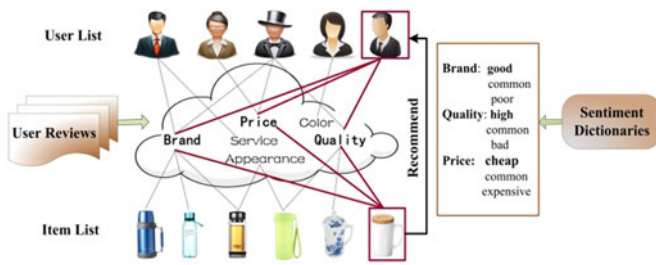 User List
User Reviews
Brand
Price
Color
Service
Quality
Appearance
Item List
Recommend
Brand: good
common
poor
Quality: high
common
bad
Price: cheap
common
expensive
Sentiment
Dictionaries